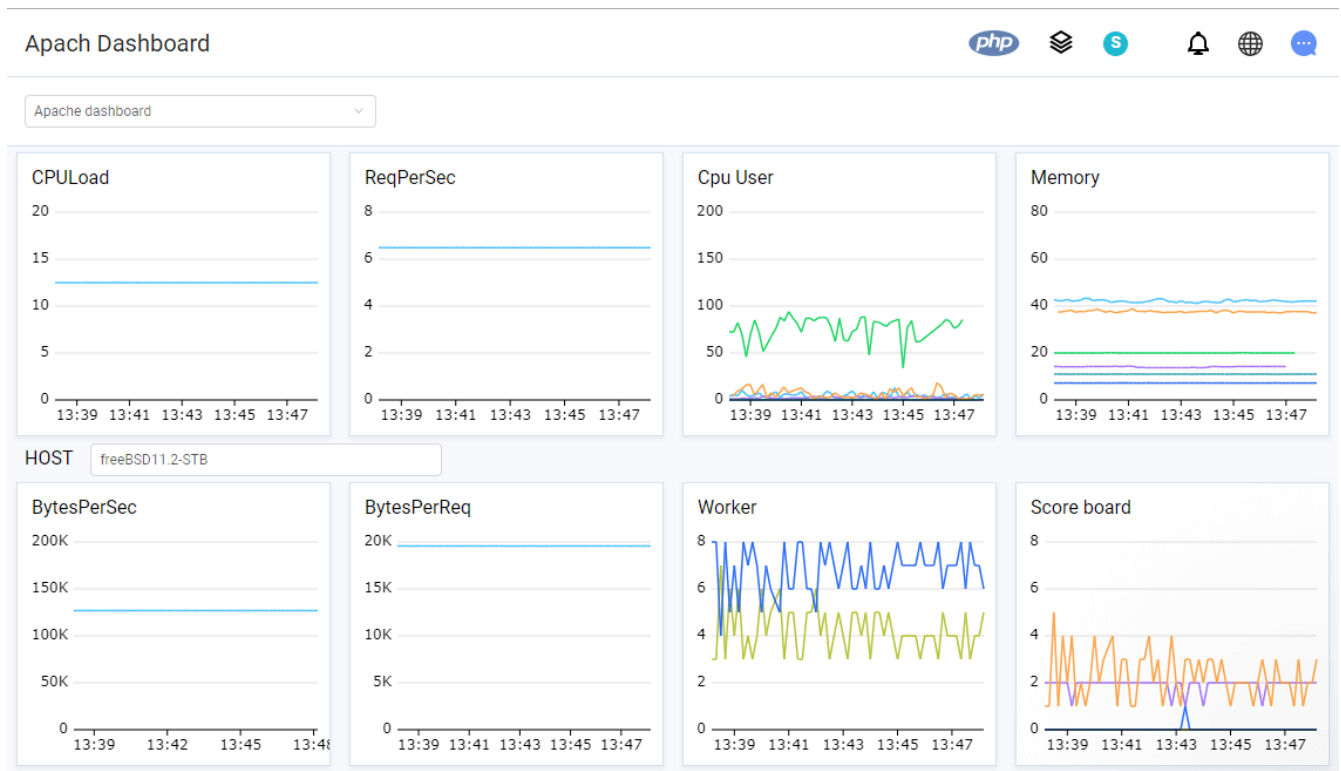 Apach Dashboard
php
S
Apache dashboard
CPULoad
20
15
10
5
0
13:39 13:41 13:43 13:45 13:47
ReqPerSec
8
6
4
2
0
13:39 13:41 13:43 13:45 13:47
Cpu User
200
150
100
50
0
13:39 13:41 13:43 13:45 13:47
Memory
80
60
40
20
0
13:39 13:41 13:43 13:45 13:47
HOST
freeBSD11.2-STB
BytesPerSec
200K
150K
100K
50K
0
13:39 13:42 13:45
BytesPerReq
20K
15K
10K
5K
0
13:39 13:41 13:43 13:45 13:47
Worker
8
6
4
2
0
13:39 13:41 13:43 13:45 13:47
Score board
8
6
4
2
0
13:39 13:41 13:43 13:45 13:47